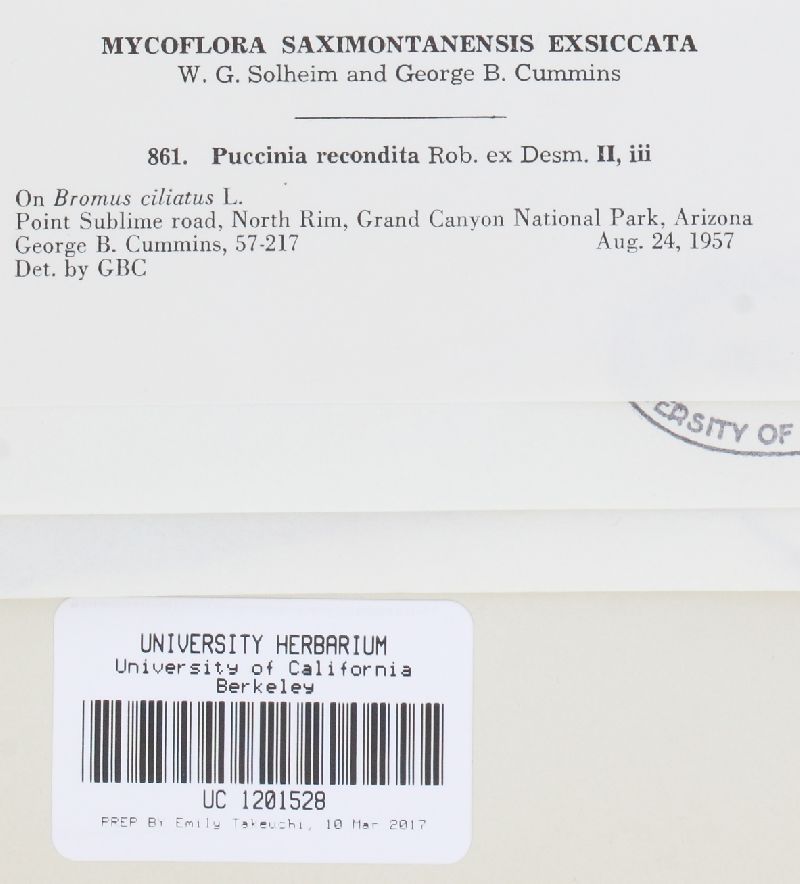 MYCOFLORA SAXIMONTANENSIS EXSICCATA
W. G. Solheim and George B. Cummins
861. Puccinia recondita Rob. ex Desm. II, iii
On Bromus ciliatus L.
Point Sublime road, North Rim, Grand Canyon National Park, Arizona
George B. Cummins, 57-217 Aug. 24, 1957
Det. by GBC
ERSITY OF
UNIVERSITY HERBARIUM
University of California
Berkeley
UC 1201528
PREP By Emily Takeuchi, 10 Mar 2017